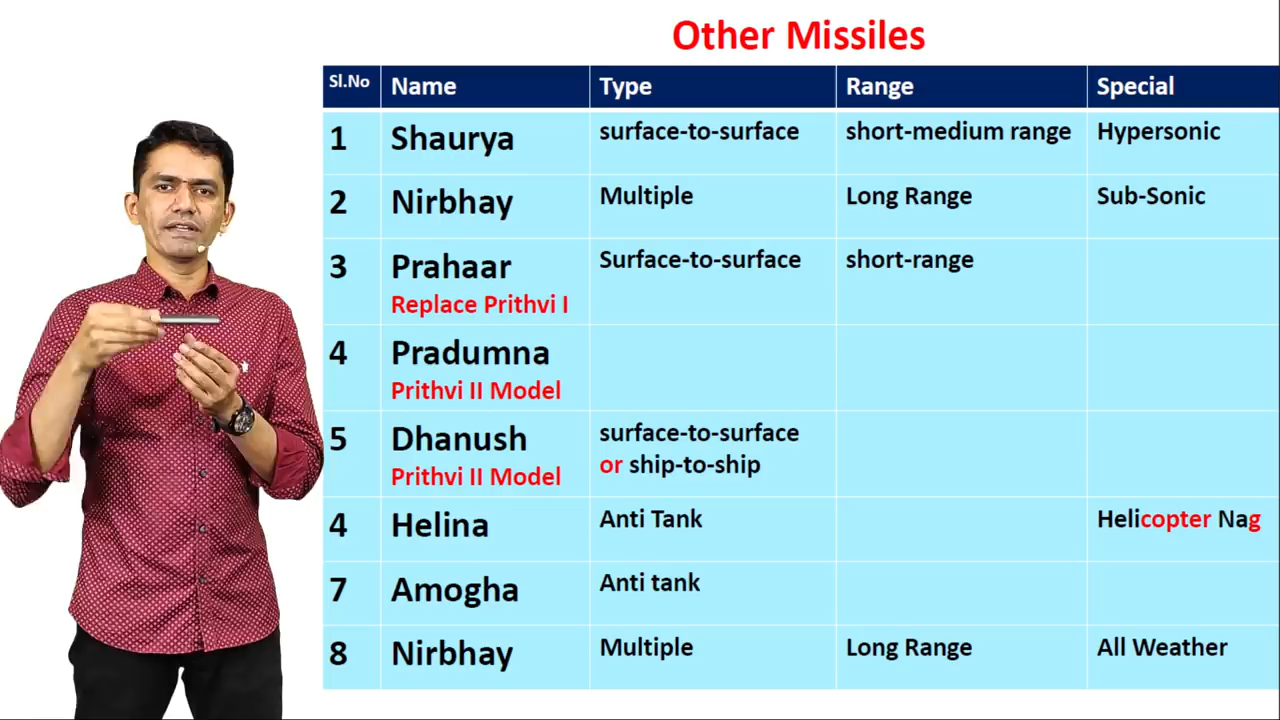 Other Missiles
Sl.No Name Type Range Special
1 Shaurya surface-to-surface short-medium range Hypersonic
2 Nirbhay Multiple Long Range Sub-Sonic
3 Prahaar Surface-to-surface short-range
Replace Prithvi I
4 Pradumna
Prithvi II Model
5 Dhanush surface-to-surface
Prithvi II Model or ship-to-ship
4 Helina Anti Tank Helicopter Nag
7 Amogha Anti tank
8 Nirbhay Multiple Long Range All Weather